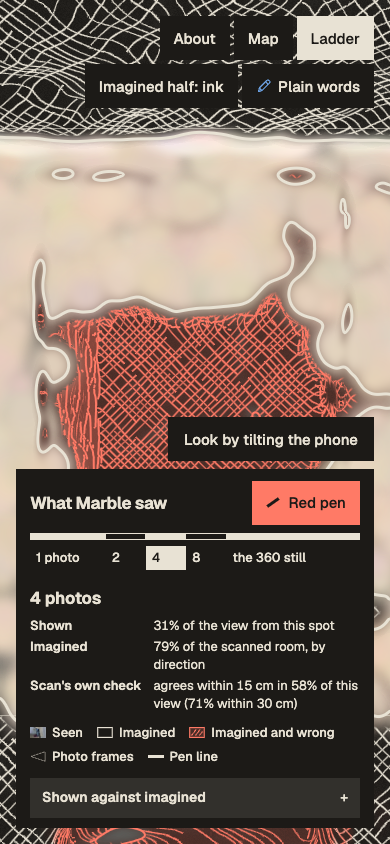 About
Map
Ladder
Imagined half: ink
Plain words
Look by tilting the phone
What Marble saw
Red pen
1 photo
2
4
8
the 360 still
4 photos
Shown
31% of the view from this spot
Imagined
79% of the scanned room, by
direction
Scan's own check
agrees within 15 cm in 58% of this
view (71% within 30 cm)
Seen
Imagined
Imagined and wrong
Photo frames
Pen line
Shown against imagined
+